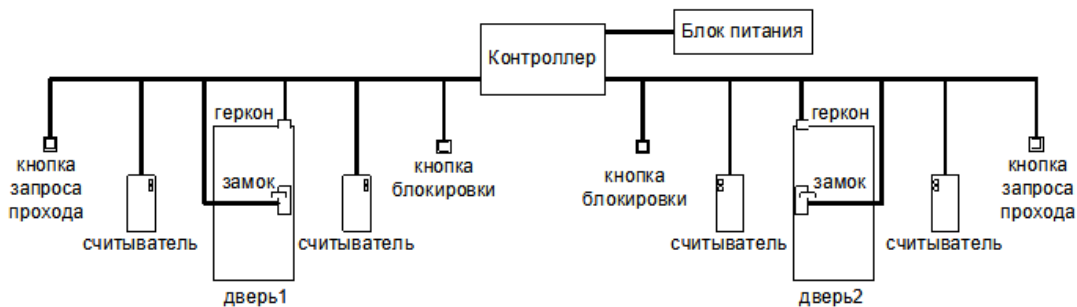 Блок питания
Контроллер
геркон
геркон
кнопка
запроса
прохода
замок
кнопка
блокировки
кнопка
блокировки
замок
кнопка
запроса
прохода
считыватель
считыватель
считыватель
считыватель
дверь1
дверь2